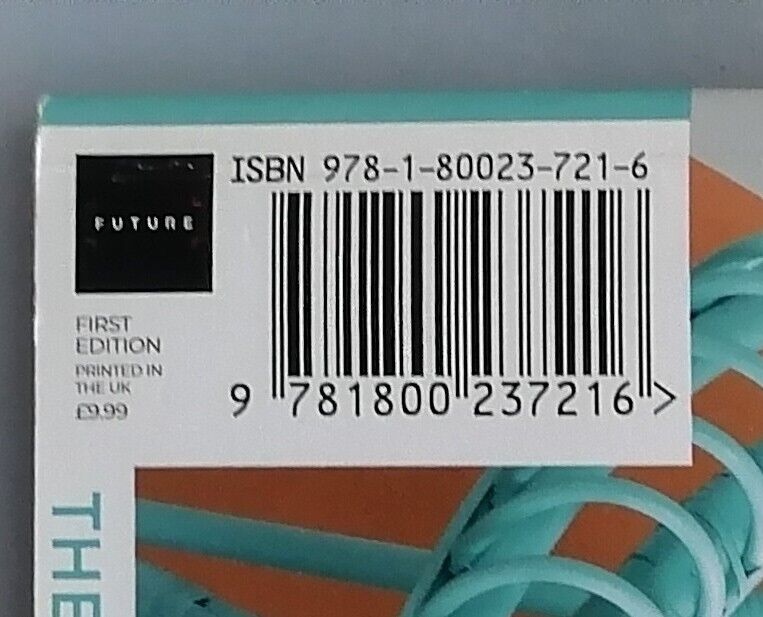 ISBN 978-1-80023-721-6
FUTURE
FIRST
EDITION
PRINTED IN
THE UK
£9.99
9 781800 237216 >
THE